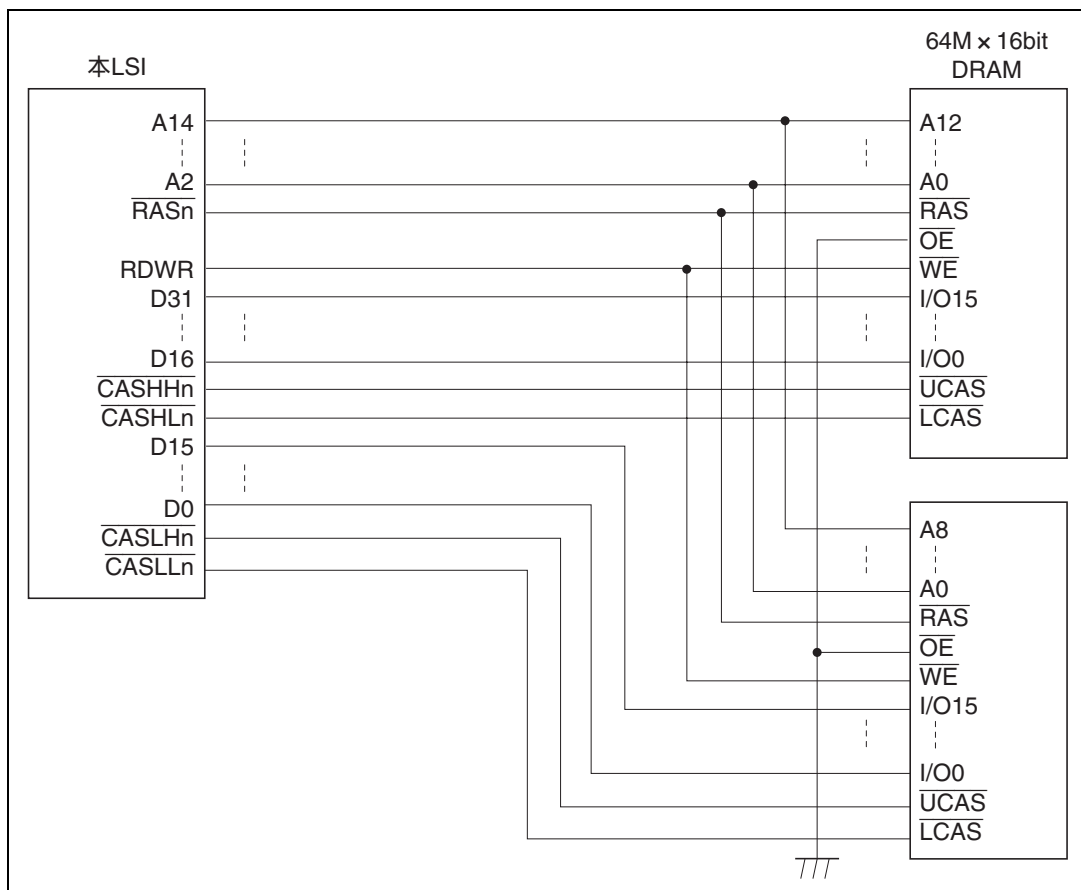 本LSI
A14
A2
RASn
RDWR
D31
D16
CASHHn
CASHLn
D15
D0
CASLHn
CASLLn
64M × 16bit
DRAM
A12
A0
RAS
OE
WE
I/O15
I/O0
UCAS
LCAS
A8
A0
RAS
OE
WE
I/O15
I/O0
UCAS
LCAS